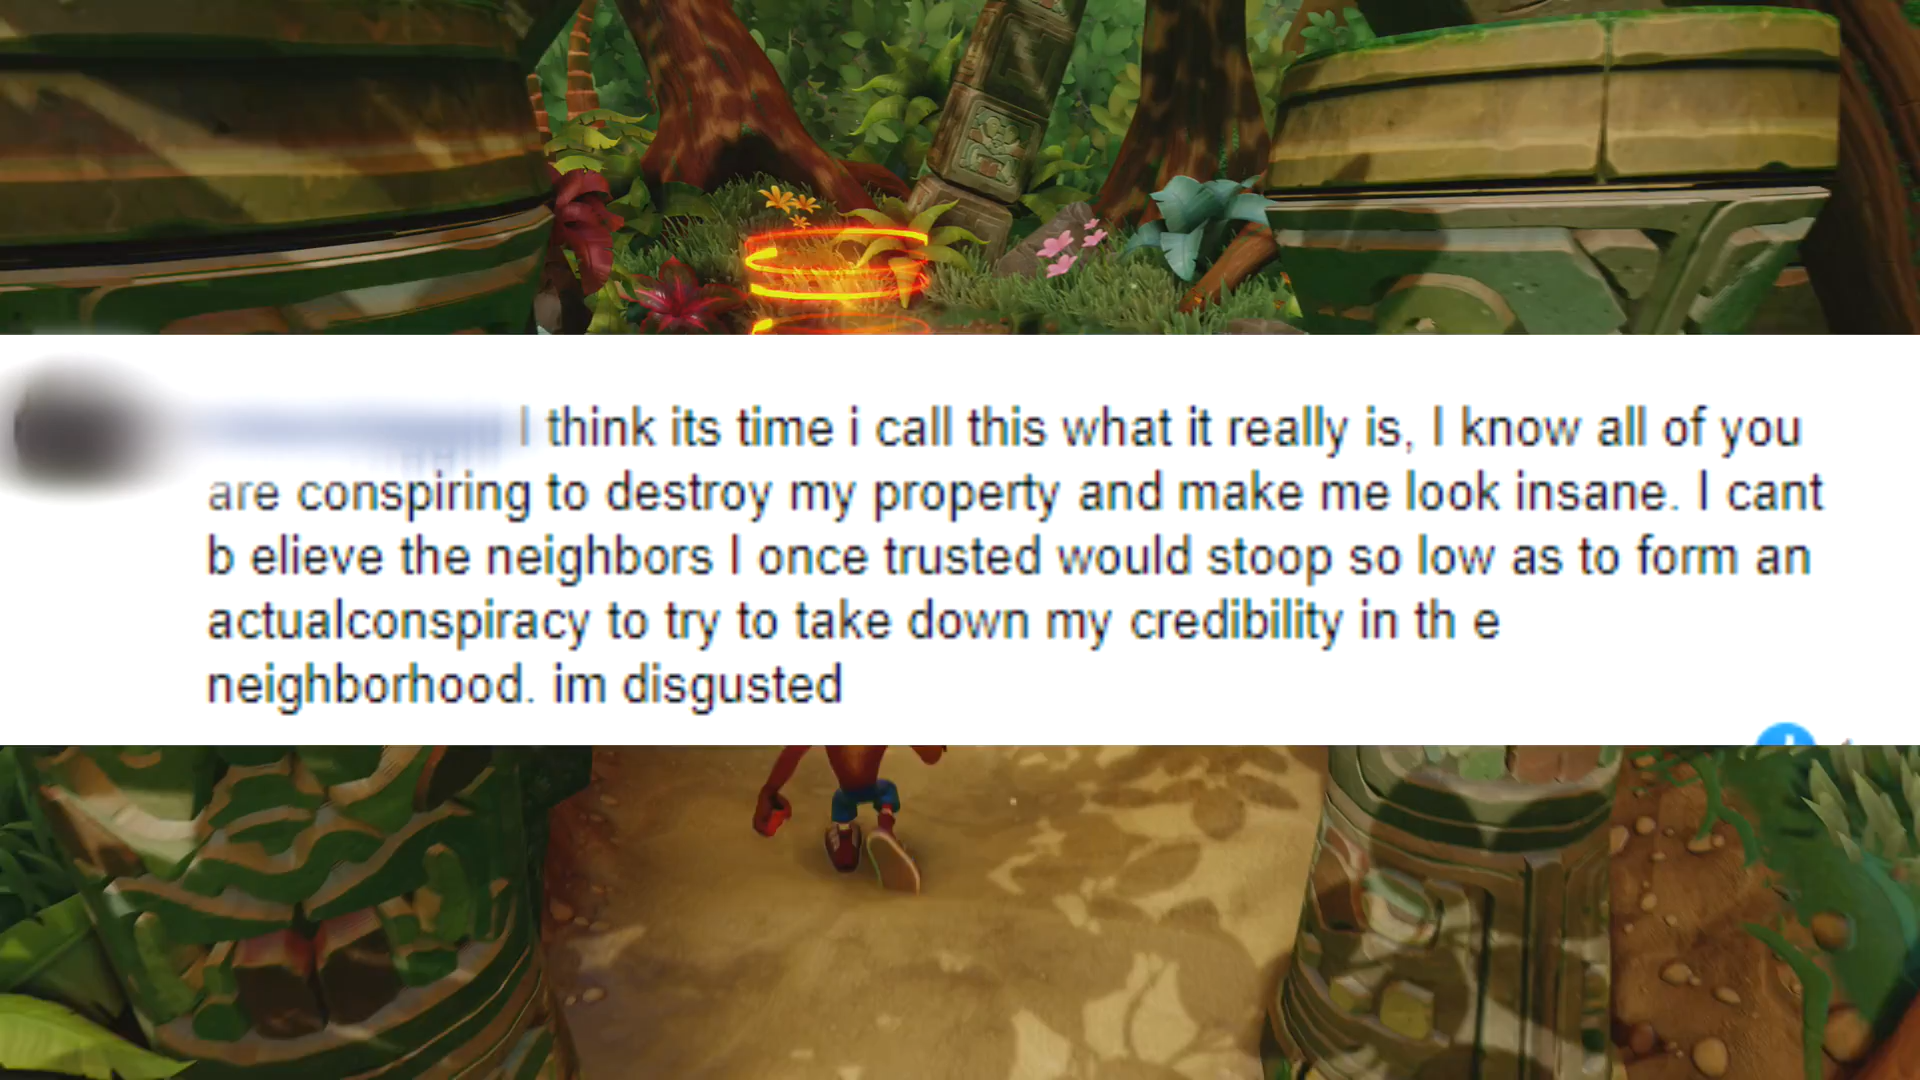 I think its time i call this what it really is, I know all of you
are conspiring to destroy my property and make me look insane. I cant
b elieve the neighbors I once trusted would stoop so low as to form an
actualconspiracy to try to take down my credibility in th e
neighborhood. im disgusted